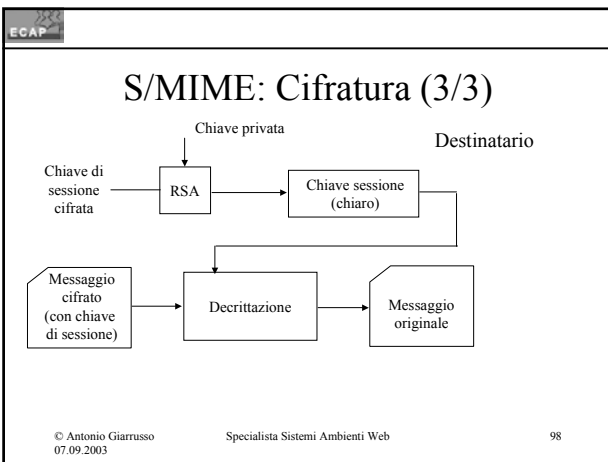 ECAP
S/MIME: Cifratura (3/3)
Chiave privata
Destinatario
Chiave di
sessione
cifrata
RSA
Chiave sessione
(chiaro)
Messaggio
cifrato
(con chiave
di sessione)
Decrittazione
Messaggio
originale
© Antonio Giarrusso
07.09.2003
Specialista Sistemi Ambienti Web
98